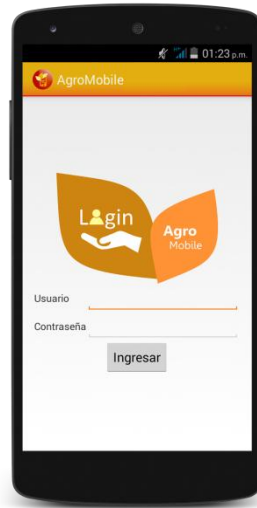 01:23 p.m.
AgroMobile
Login
Agro
Mobile
Usuario
Contraseña
Ingresar